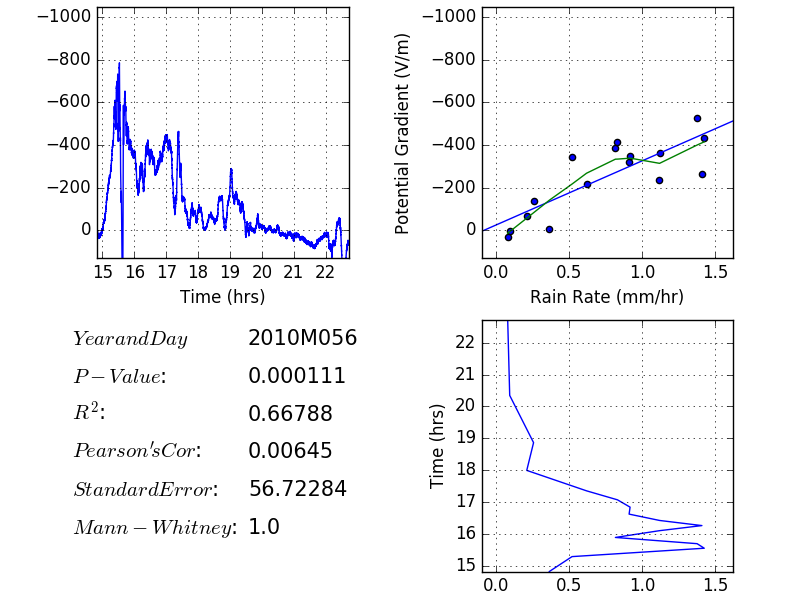 −1000
−800
−600
−400
−200
0
15 16 17 18 19 20 21 22
Time (hrs)
Potential Gradient (V/m)
−1000
−800
−600
−400
−200
0
0.0 0.5 1.0 1.5
Rain Rate (mm/hr)
YearandDay 2010M056
P−Value: 0.000111
R²: 0.66788
Pearson'sCor: 0.00645
StandardError: 56.72284
Mann−Whitney: 1.0
Time (hrs)
22
21
20
19
18
17
16
15
0.0 0.5 1.0 1.5